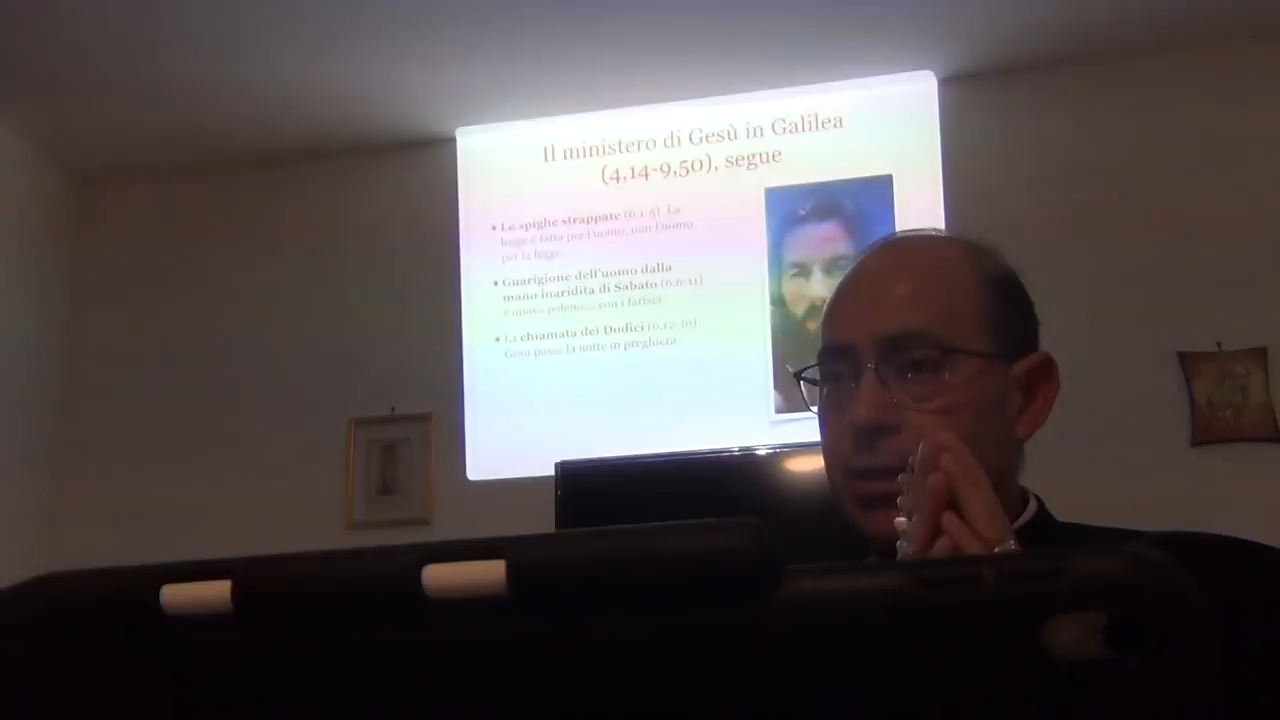 Il ministero di Gesù in Galilea
(4,14-9,50), segue
• Le spighe strappate (6,1-5). La
legge è fatta per l'uomo, non l'uomo
per la legge.
• Guarigione dell'uomo dalla
mano inaridita di Sabato (6,6-11)
e nuova polemica con i farisei
• La chiamata dei Dodici (6,12-16)
Gesù passa la notte in preghiera